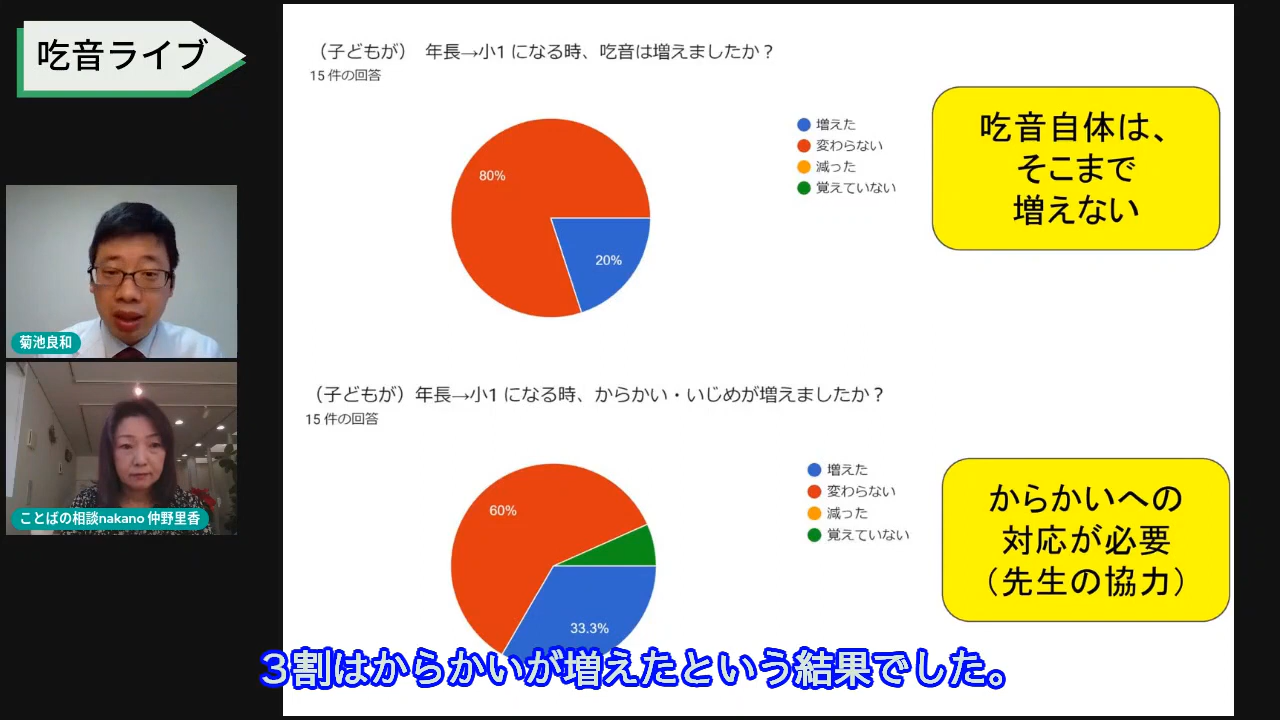 吃音ライブ
（子どもが） 年長→小1 になる時、吃音は増えましたか？
15 件の回答
80%
20%
増えた
変わらない
減った
覚えていない
吃音自体は、
そこまで
増えない
菊池良和
ことばの相談nakano 仲野里香
（子どもが）年長→小1 になる時、からかい・いじめが増えましたか？
15 件の回答
60%
33.3%
増えた
変わらない
減った
覚えていない
からかいへの
対応が必要
（先生の協力）
３割はからかいが増えたという結果でした。